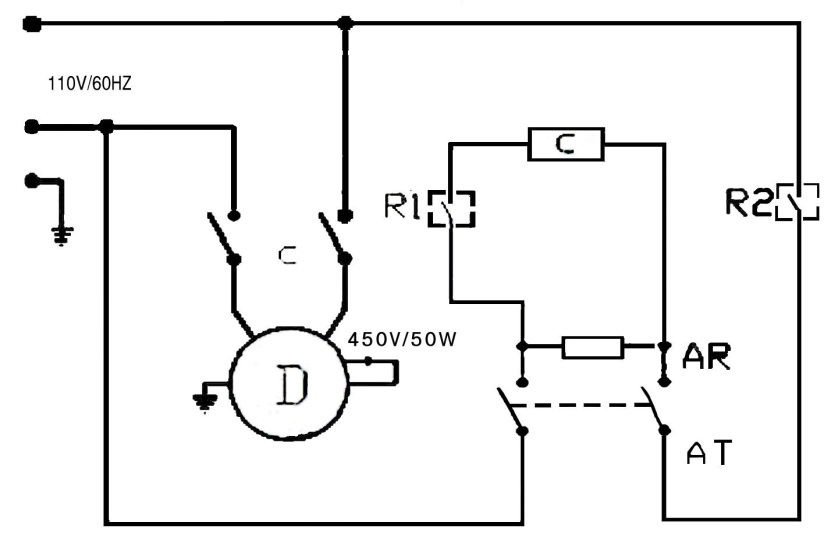 110V/60HZ
C
R1
R2
C
450V/50W
D
AR
AT